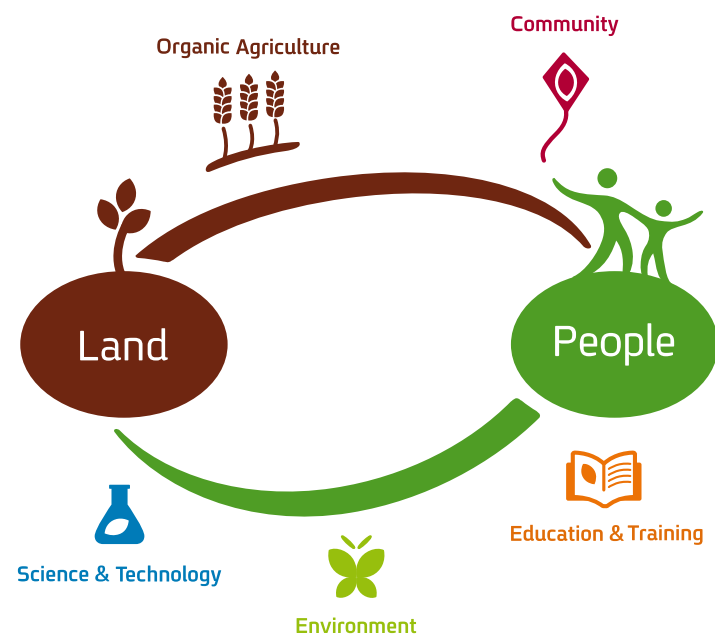 Community
Organic Agriculture
Land
People
Education & Training
Science & Technology
Environment